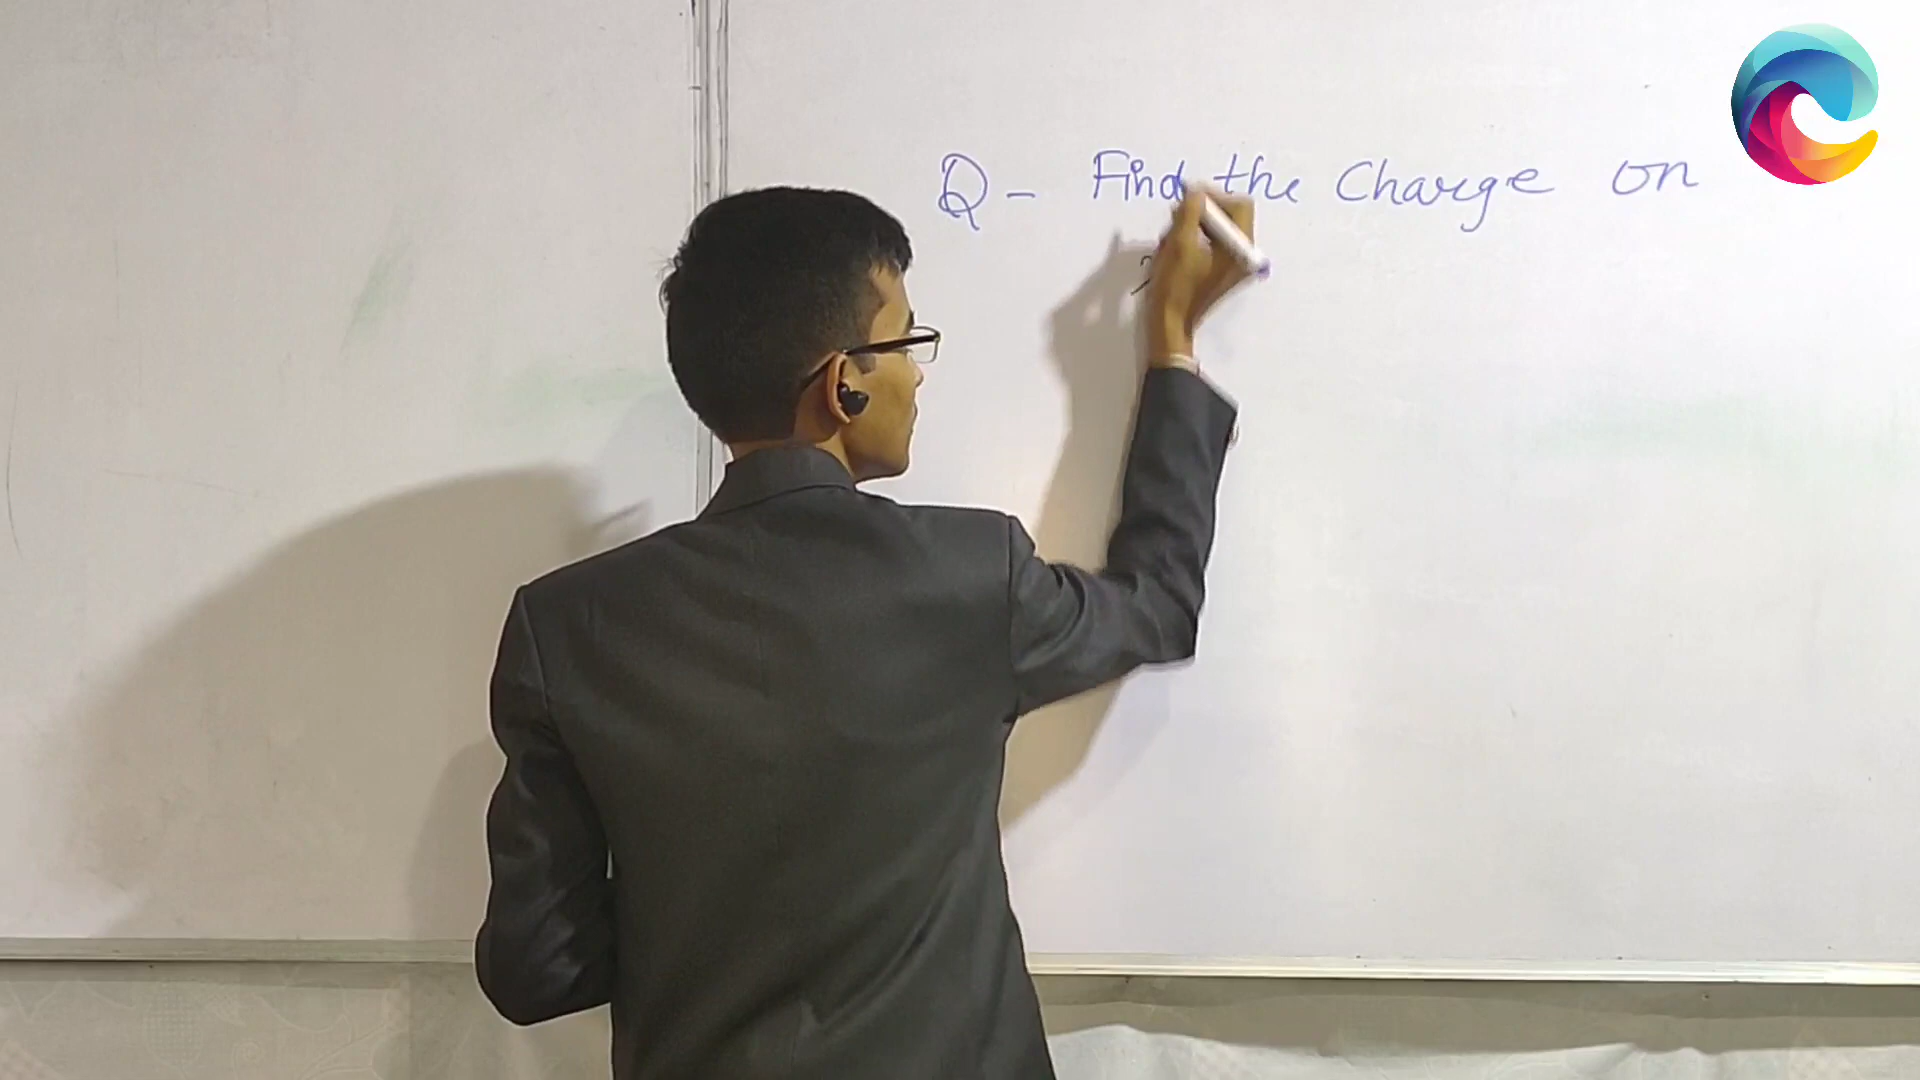 Q - Find the Charge on